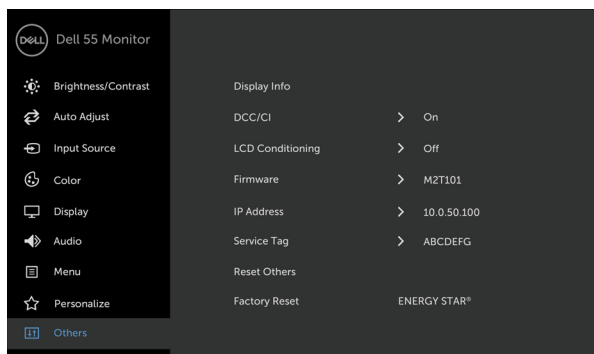 DELL Dell 55 Monitor
Brightness/Contrast
Auto Adjust
Input Source
Color
Display
Audio
Menu
Personalize
Others
Display Info
DCC/CI > On
LCD Conditioning > Off
Firmware > M2T101
IP Address > 10.0.50.100
Service Tag > ABCDEFG
Reset Others
Factory Reset ENERGY STAR®